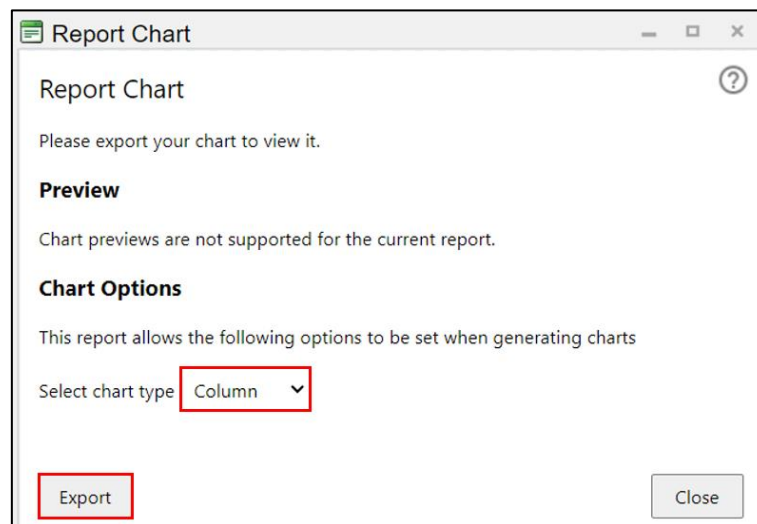 Report Chart
Report Chart
Please export your chart to view it.
Preview
Chart previews are not supported for the current report.
Chart Options
This report allows the following options to be set when generating charts
Select chart type Column
Export Close